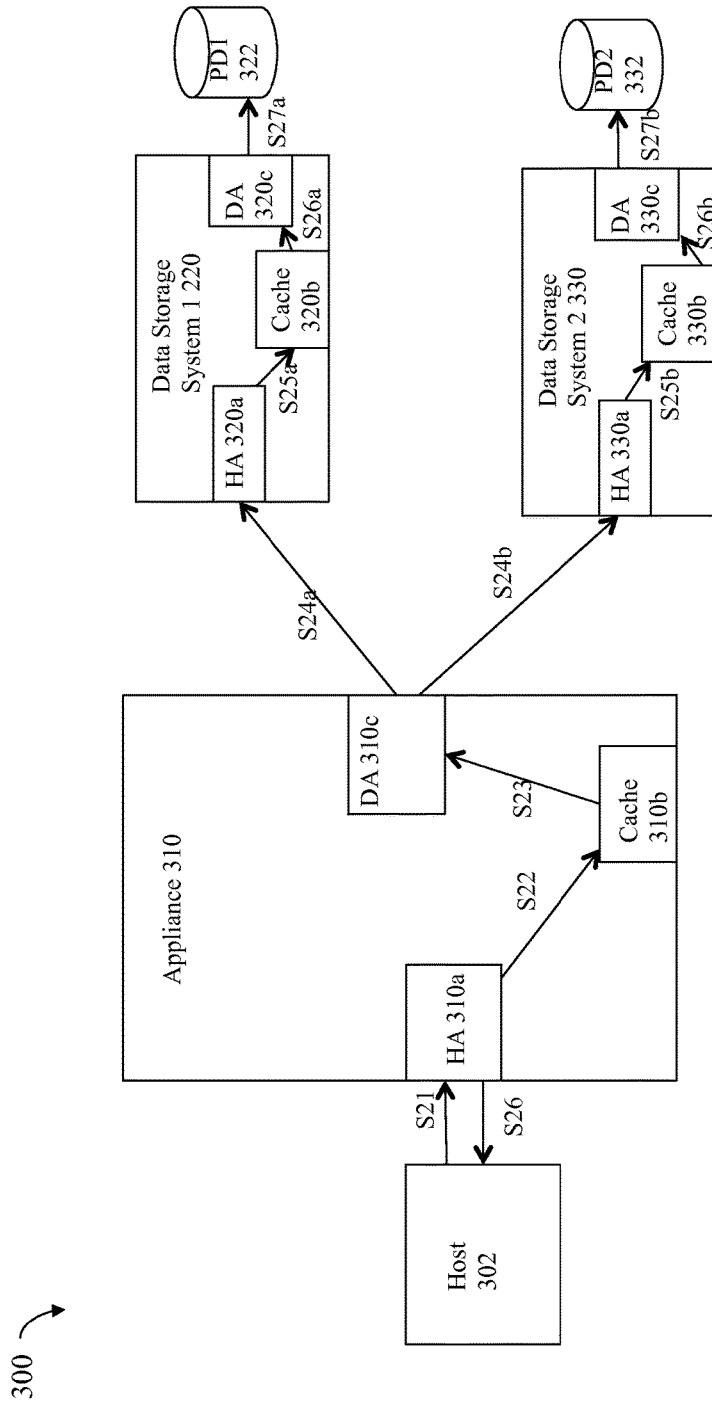 300
Host
302
S21
S26
Appliance 310
HA 310a
S22
Cache
310b
S23
DA 310c
S24a
S24b
Data Storage
System 1 220
HA 320a
S25a
Cache
320b
S26a
DA
320c
S27a
PD1
322
Data Storage
System 2 330
HA 330a
S25b
Cache
330b
S26b
DA
330c
S27b
PD2
332